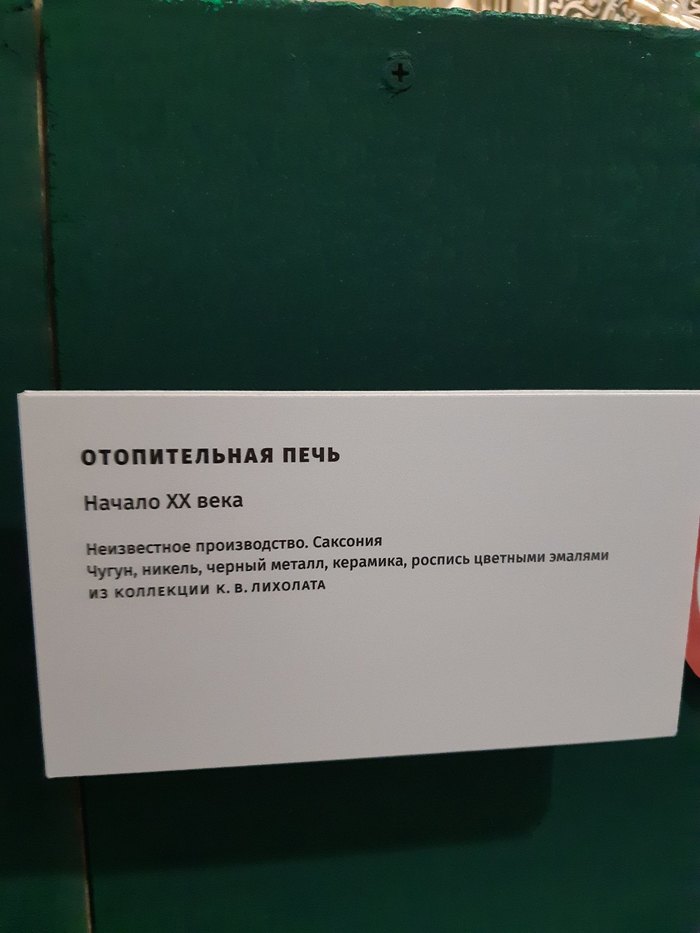 ОТОПИТЕЛЬНАЯ ПЕЧЬ
Начало XX века
Неизвестное производство. Саксония
Чугун, никель, черный металл, керамика, роспись цветными эмалями
ИЗ КОЛЛЕКЦИИ К. В. ЛИХОЛАТА